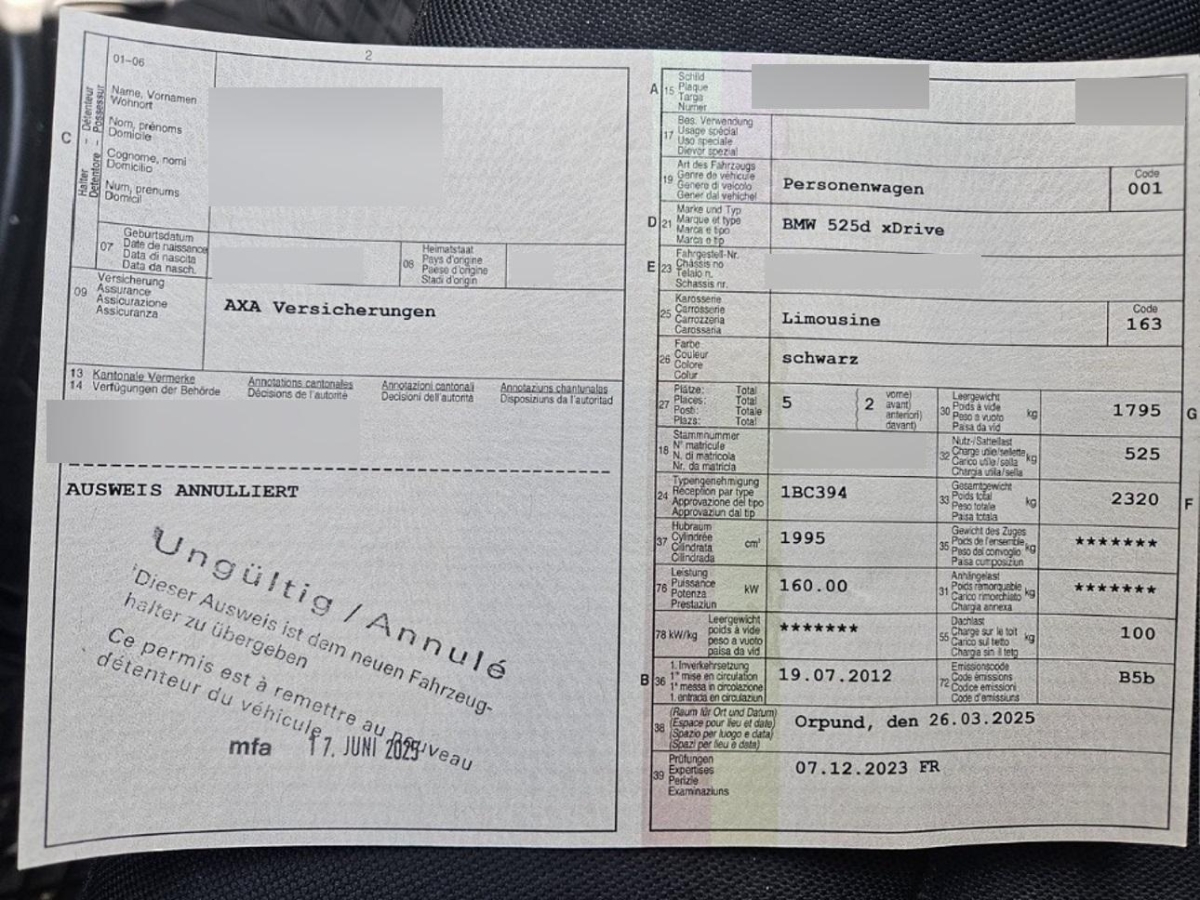 2
01-06
Name, Vornamen
Wohnort
Nom, prénoms
Domicile
Cognome, nomi
Domicilio
Num, prenums
Domicil
C
Halter - Détenteur
Detentore - Possessur
07
Geburtsdatum
Date de naissance
Data di nascita
Data da nasch.
08
Heimatstaat
Pays d'origine
Paese d'origine
Stadi d'origin
09
Versicherung
Assurance
Assicurazione
Assicuranza
AXA Versicherungen
13 Kantonale Vermerke Annotations cantonales Annotazioni cantonali Annotaziuns chantunalas
14 Verfügungen der Behörde Décisions de l'autorité Decisioni dell'autorità Disposiziuns da l'autoritad
AUSWEIS ANNULLIERT
Ungültig / Annulé
Dieser Ausweis ist dem neuen Fahrzeug-
halter zu übergeben
Ce permis est à remettre au nouveau
détenteur du véhicule
mfa 17. JUNI 2025
A 15
Schild
Plaque
Targa
Numer
17
Bes. Verwendung
Usage spécial
Uso speciale
Diever spezial
19
Art des Fahrzeugs
Genre de véhicule
Genere di veicolo
Gener dal vehichel
Personenwagen
Code
001
D 21
Marke und Typ
Marque et type
Marca e tipo
Marca e tip
BMW 525d xDrive
E 23
Fahrgestell-Nr.
Châssis no
Telaio n.
Schassis nr.
25
Karosserie
Carrosserie
Carrozzeria
Carossaria
Limousine
Code
163
26
Farbe
Couleur
Colore
Colur
schwarz
27
Plätze: Total
Places: Total
Posti: Totale
Plazs: Total
5
2
vorne)
avant)
anteriori)
davant)
30
Leergewicht
Poids à vide
Peso a vuoto
Paisa da vid
kg
1795
G
18
Stammnummer
N° matricule
N. di matricola
Nr. da matricla
32
Nutz-/Sattellast
Charge utile/sellette
Carico utile/sella
Chargia utila/sella
kg
525
24
Typengenehmigung
Réception par type
Approvazione del tipo
Approvaziun dal tip
1BC394
33
Gesamtgewicht
Poids total
Peso totale
Paisa totala
kg
2320
F
37
Hubraum
Cylindrée
Cilindrata
Cilindrada
cm³
1995
35
Gewicht des Zuges
Poids de l'ensemble
Peso del convoglio
Paisa cumposiziun
kg
*******
76
Leistung
Puissance
Potenza
Prestaziun
kW
160.00
31
Anhängelast
Poids remorquable
Carico rimorchiato
Chargia annexa
kg
*******
78 kW/kg
Leergewicht
poids à vide
peso a vuoto
paisa da vid
*******
55
Dachlast
Charge sur le toit
Carico sul tetto
Chargia sin il tetg
kg
100
B 36
1. Inverkehrsetzung
1re mise en circulation
1a messa in circolazione
1. entrada en circulaziun
19.07.2012
72
Emissionscode
Code émissions
Codice emissioni
Code d'emissiuns
B5b
38
(Raum für Ort und Datum)
(Espace pour lieu et date)
(Spazio per luogo e data)
(Spazi per lieu e data)
Orpund, den 26.03.2025
39
Prüfungen
Expertises
Perizie
Examinaziuns
07.12.2023 FR